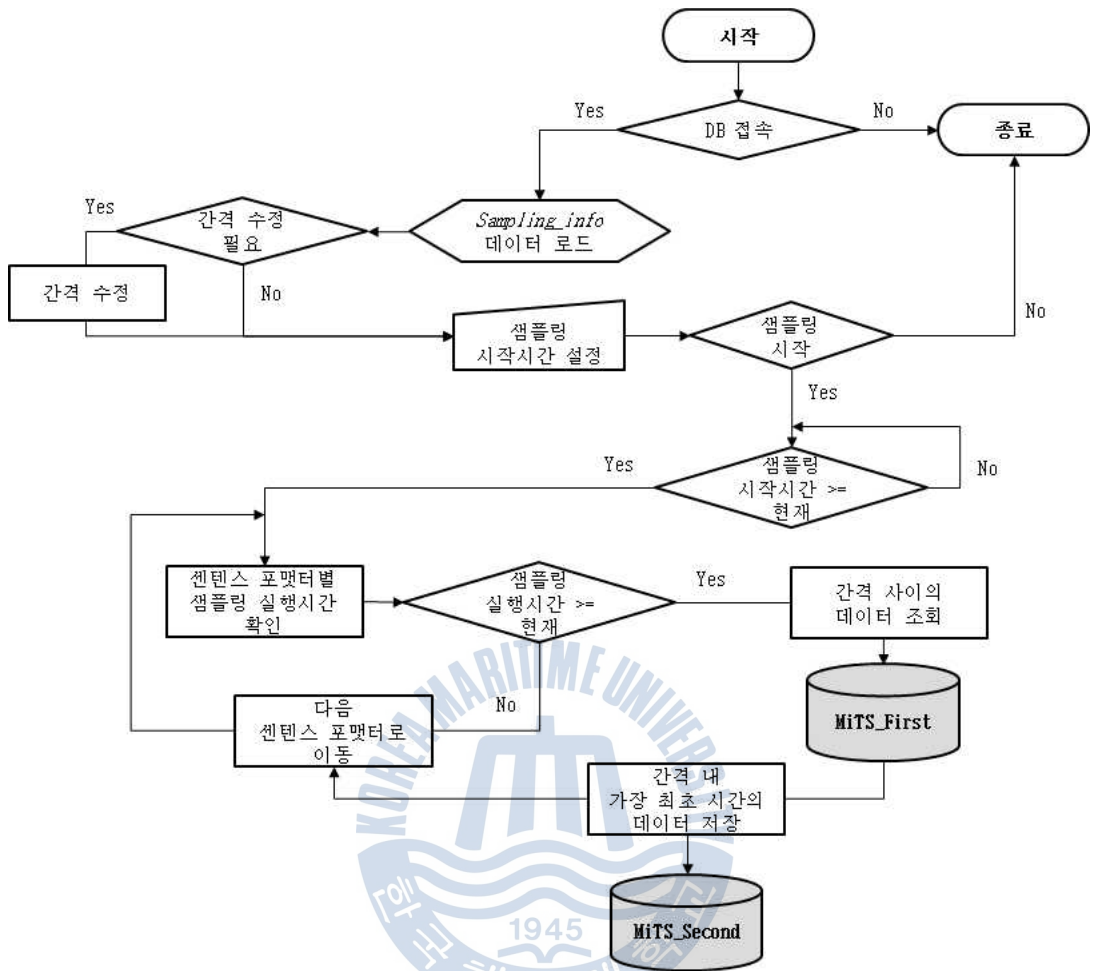 시작
Yes
No
DB 접속
종료
Yes
간격 수정
필요
Sampling_info
데이터 로드
간격 수정
No
샘플링
시작시간 설정
샘플링
시작
No
Yes
Yes
샘플링
시작시간 >=
현재
No
센텐스 포맷터별
샘플링 실행시간
확인
샘플링
실행시간 >=
현재
Yes
간격 사이의
데이터 조회
No
다음
센텐스 포맷터로
이동
MiTS_First
간격 내
가장 최초 시간의
데이터 저장
MiTS_Second
KOREA MARITIME UNIVERSITY
1945